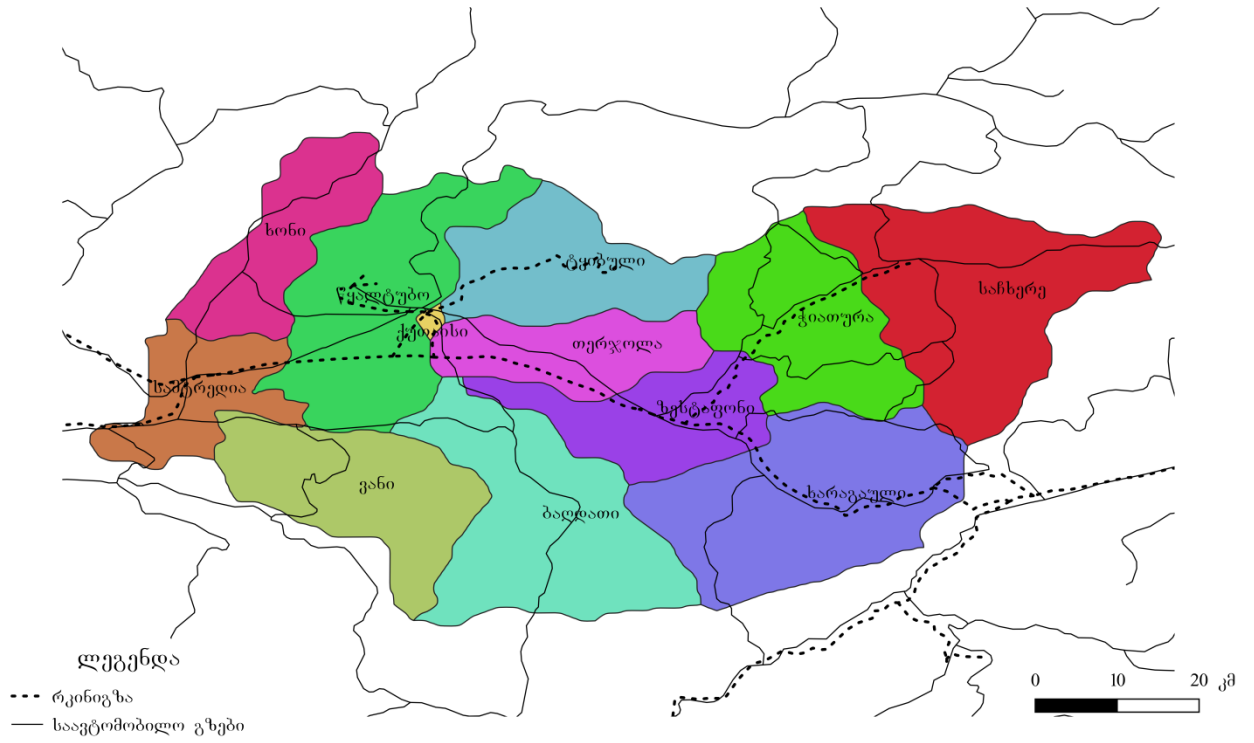 ხონი
ტყიბული
წყალტუბო
საჩხერე
ჭიათურა
ქუთაისი
თერჯოლა
სამტრედია
ზესტაფონი
ვანი
ხარაგაული
ბაღდათი
ლეგენდა
რკინიგზა
საავტომობილო გზები
0 10 20 კმ